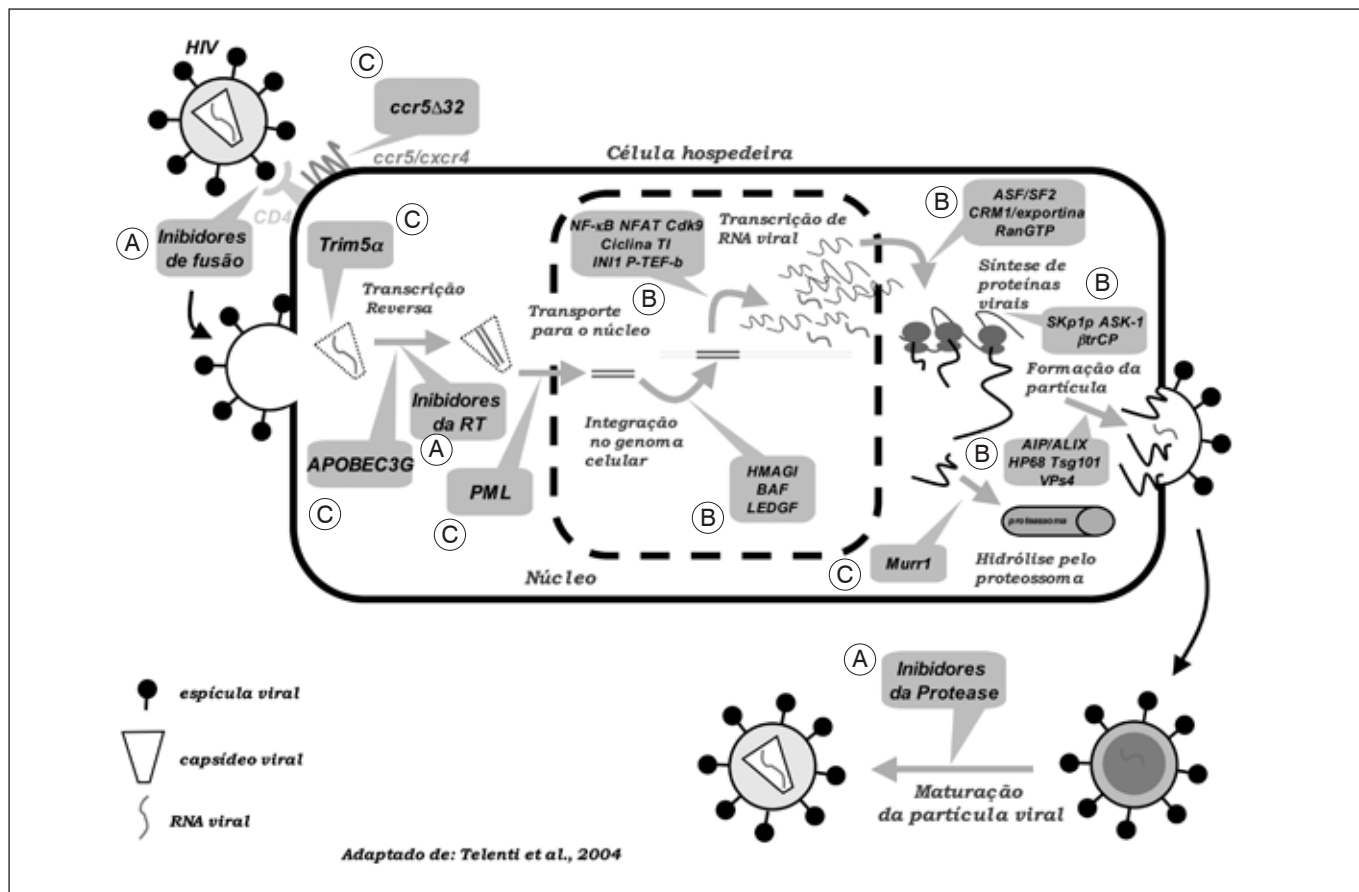 HIV
C
ccr5Δ32
ccr5/cxcr4
CD4
A
Inibidores
de fusão
Célula hospedeira
C
Trim5α
Transcrição
Reversa
APOBEC3G
C
Inibidores
da RT
A
PML
C
Transporte
para o núcleo
NF-κB NFAT Cdk9
Ciclina TI
INI1 P-TEF-b
B
Transcrição de
RNA viral
Integração
no genoma
celular
HMAGI
BAF
LEDGF
B
Núcleo
B
ASF/SF2
CRM1/exportina
RanGTP
Síntese de
proteínas
virais
B
SKp1p ASK-1
βtrCP
Formação da
partícula
B
AIP/ALIX
HP68 Tsg101
VPs4
proteassoma
Murr1
C
Hidrólise pelo
proteossoma
A
Inibidores
da Protease
Maturação
da partícula viral
espícula viral
capsídeo viral
RNA viral
Adaptado de: Telenti et al., 2004